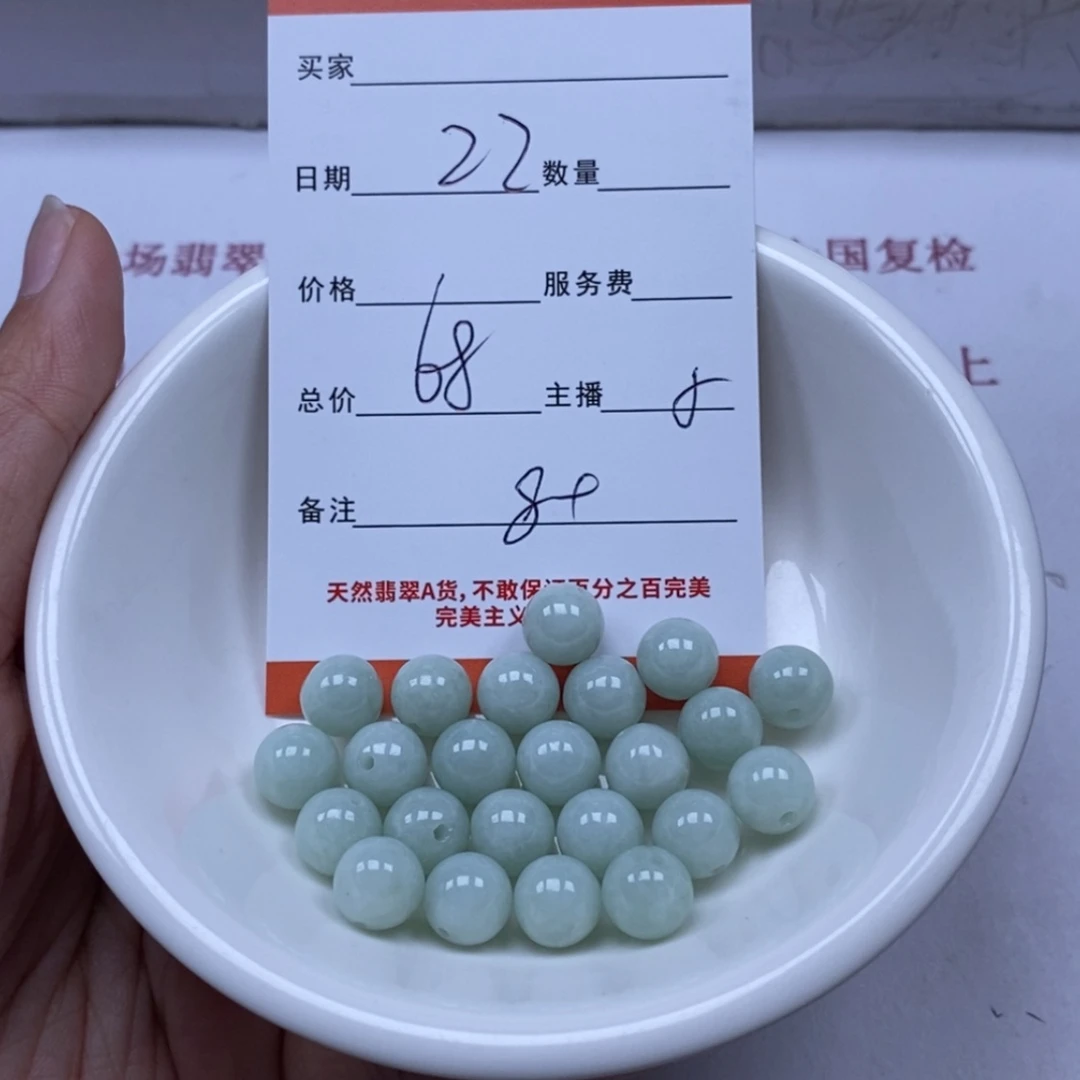 买家
日期 22 数量
场翡翠 国复检
价格 服务费
上
总价 68 主播
备注
天然翡翠A货,不敢保证百分之百完美
完美主义